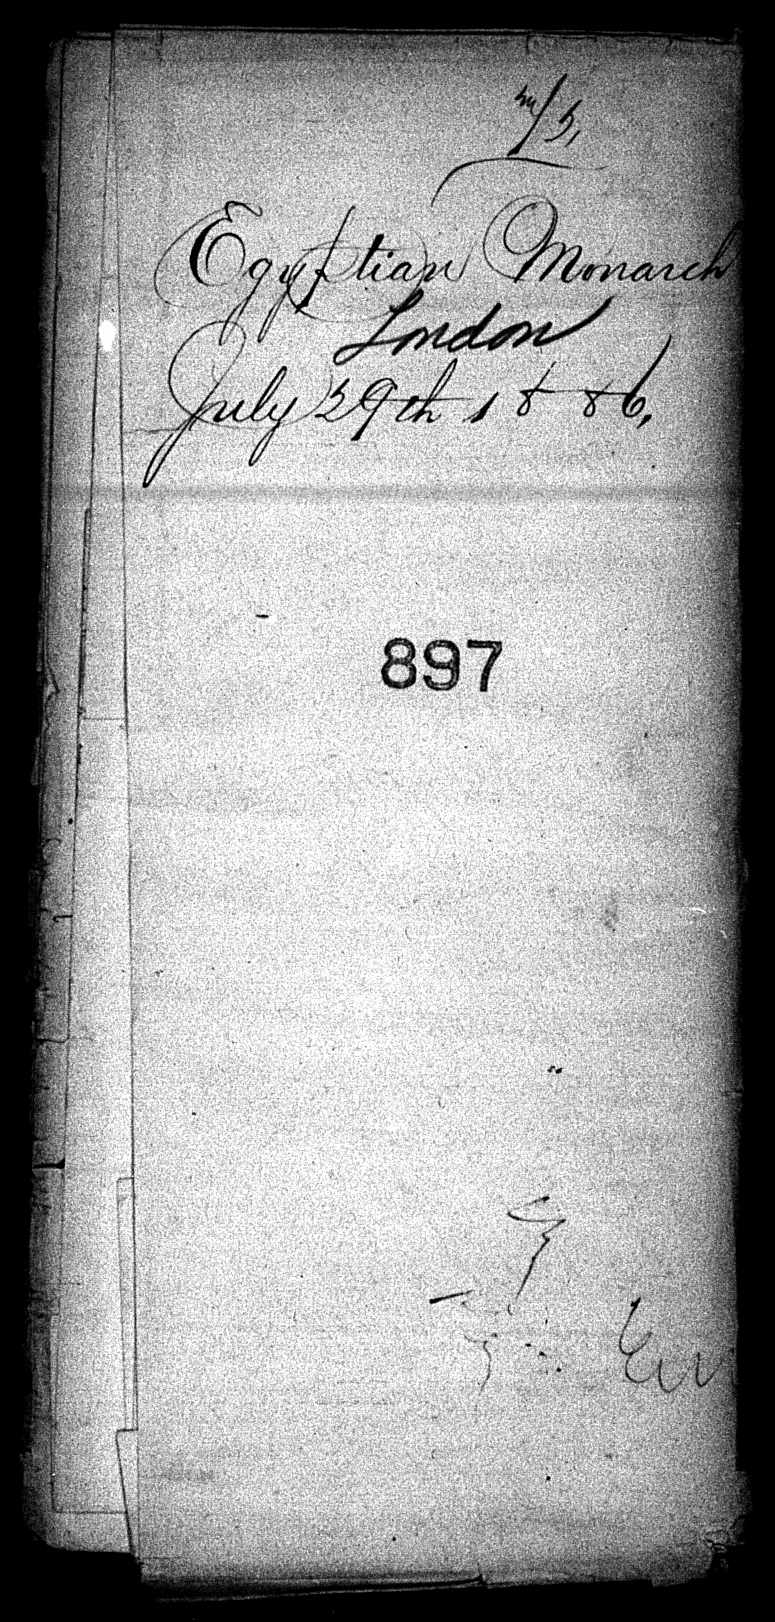 Egyptian Monarch
London
July 29th 1886,
897